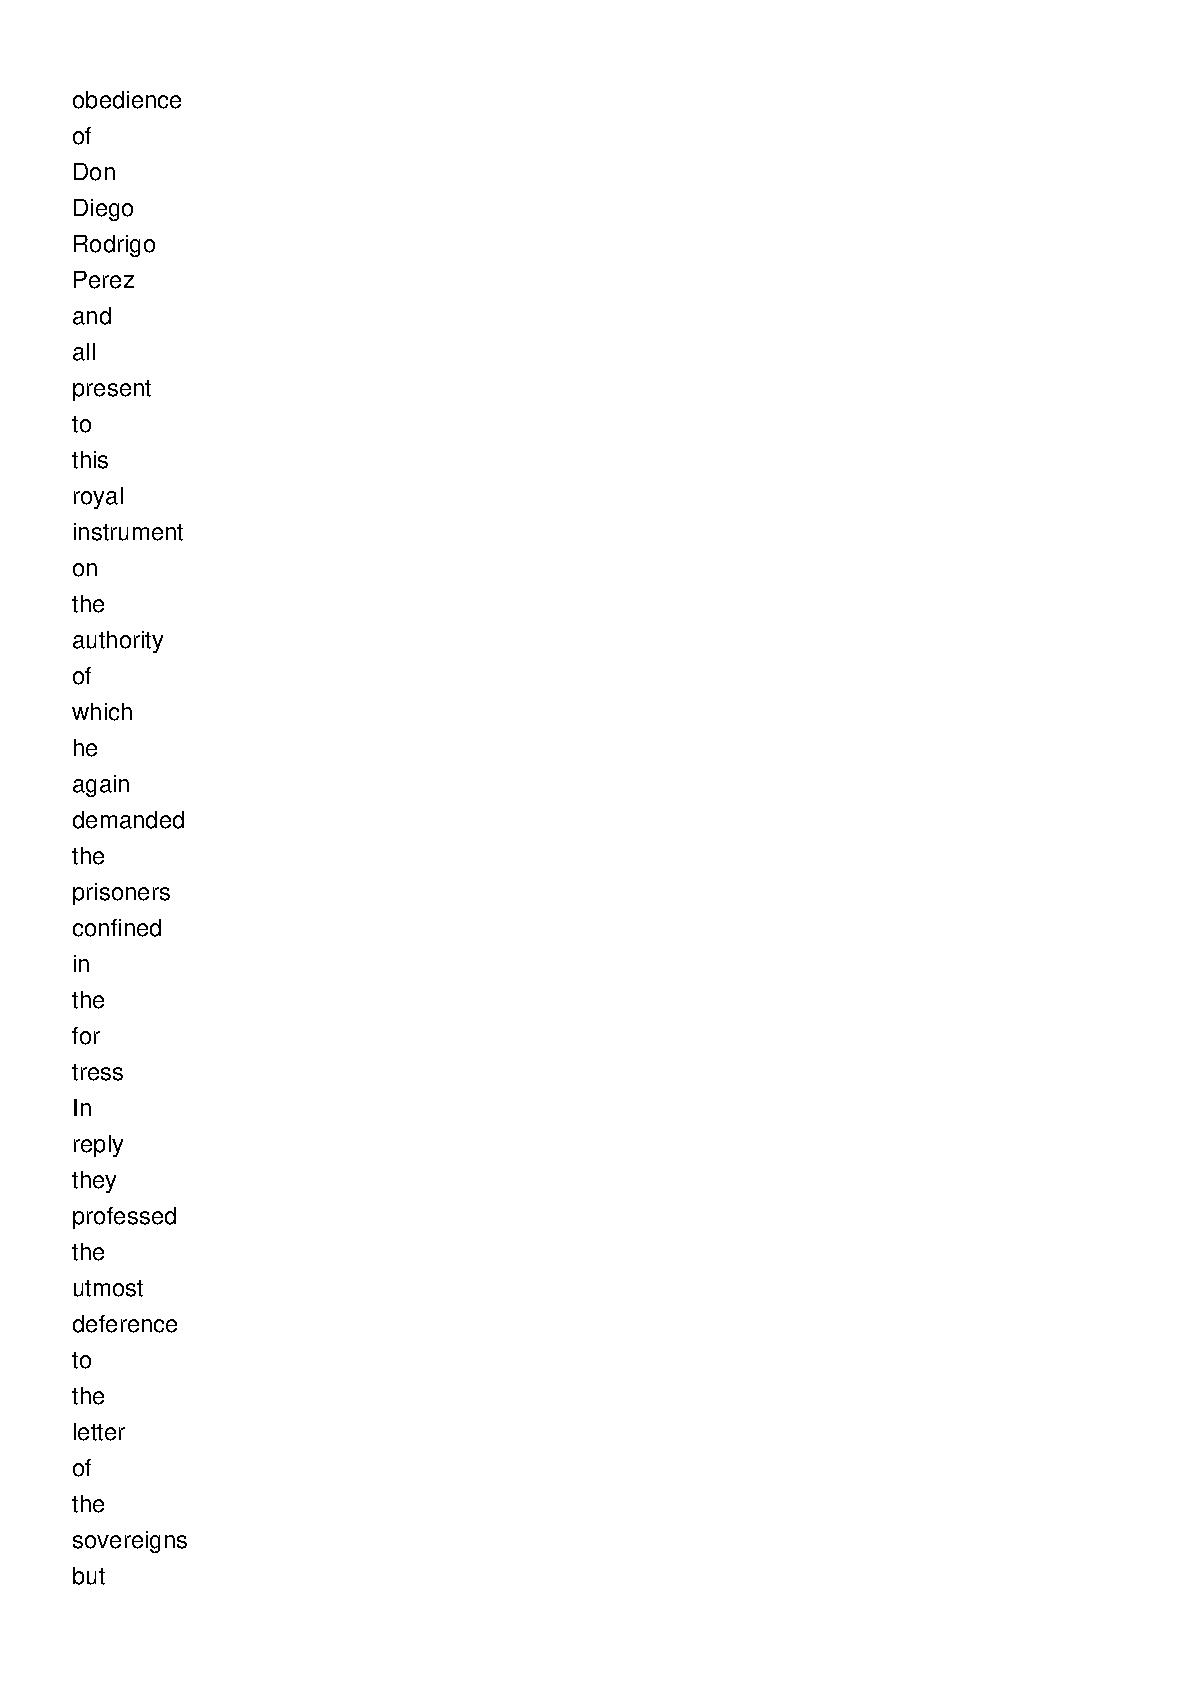 obedience
of
Don
Diego
Rodrigo
Perez
and
all
present
to
this
royal
instrument
on
the
authority
of
which
he
again
demanded
the
prisoners
confined
in
the
for
tress
In
reply
they
professed
the
utmost
deference
to
the
letter
of
the
sovereigns
but